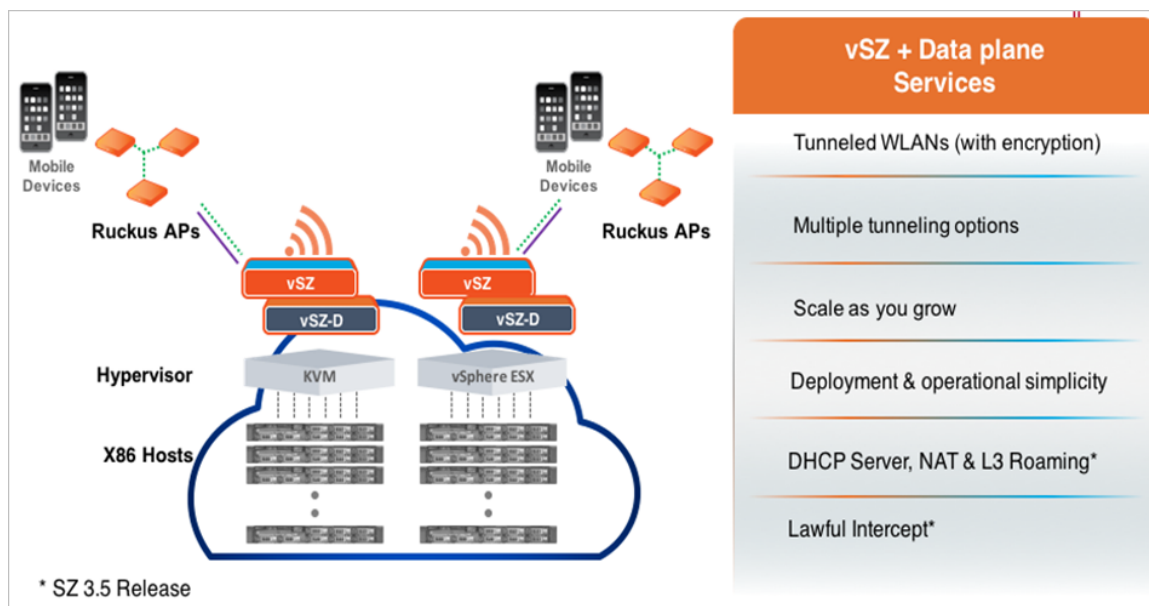 Mobile
Devices
Ruckus APs
Mobile
Devices
Ruckus APs
vSZ
vSZ-D
vSZ
vSZ-D
Hypervisor
KVM
vSphere ESX
X86 Hosts
* SZ 3.5 Release
vSZ + Data plane
Services
Tunneled WLANs (with encryption)
Multiple tunneling options
Scale as you grow
Deployment & operational simplicity
DHCP Server, NAT & L3 Roaming*
Lawful Intercept*